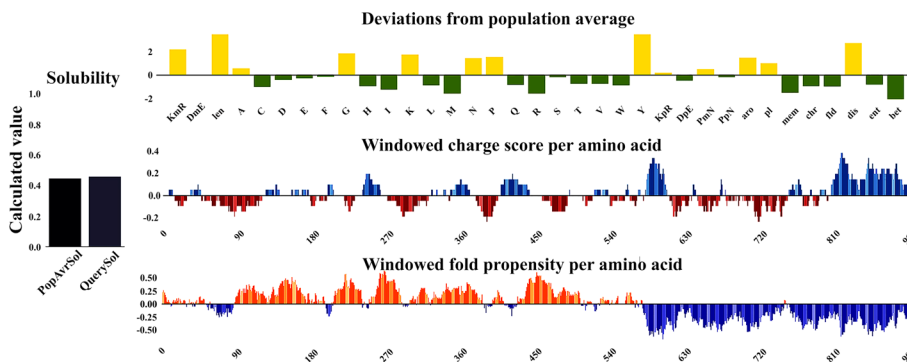 Deviations from population average
2
0
-2
KmR DmE len A C D E F G H I K L M N P Q R S T V W Y KpR DpE PmN PpN aro pI mem chr fld dis ent bet
Solubility
Calculated value
1.0
0.8
0.6
0.4
0.2
0.0
PopAvrSol QuerySol
Windowed charge score per amino acid
0.4
0.2
0.0
-0.2
0 90 180 270 360 450 540 630 720 810
Windowed fold propensity per amino acid
0.50
0.25
0.00
-0.25
-0.50
0 90 180 270 360 450 540 630 720 810